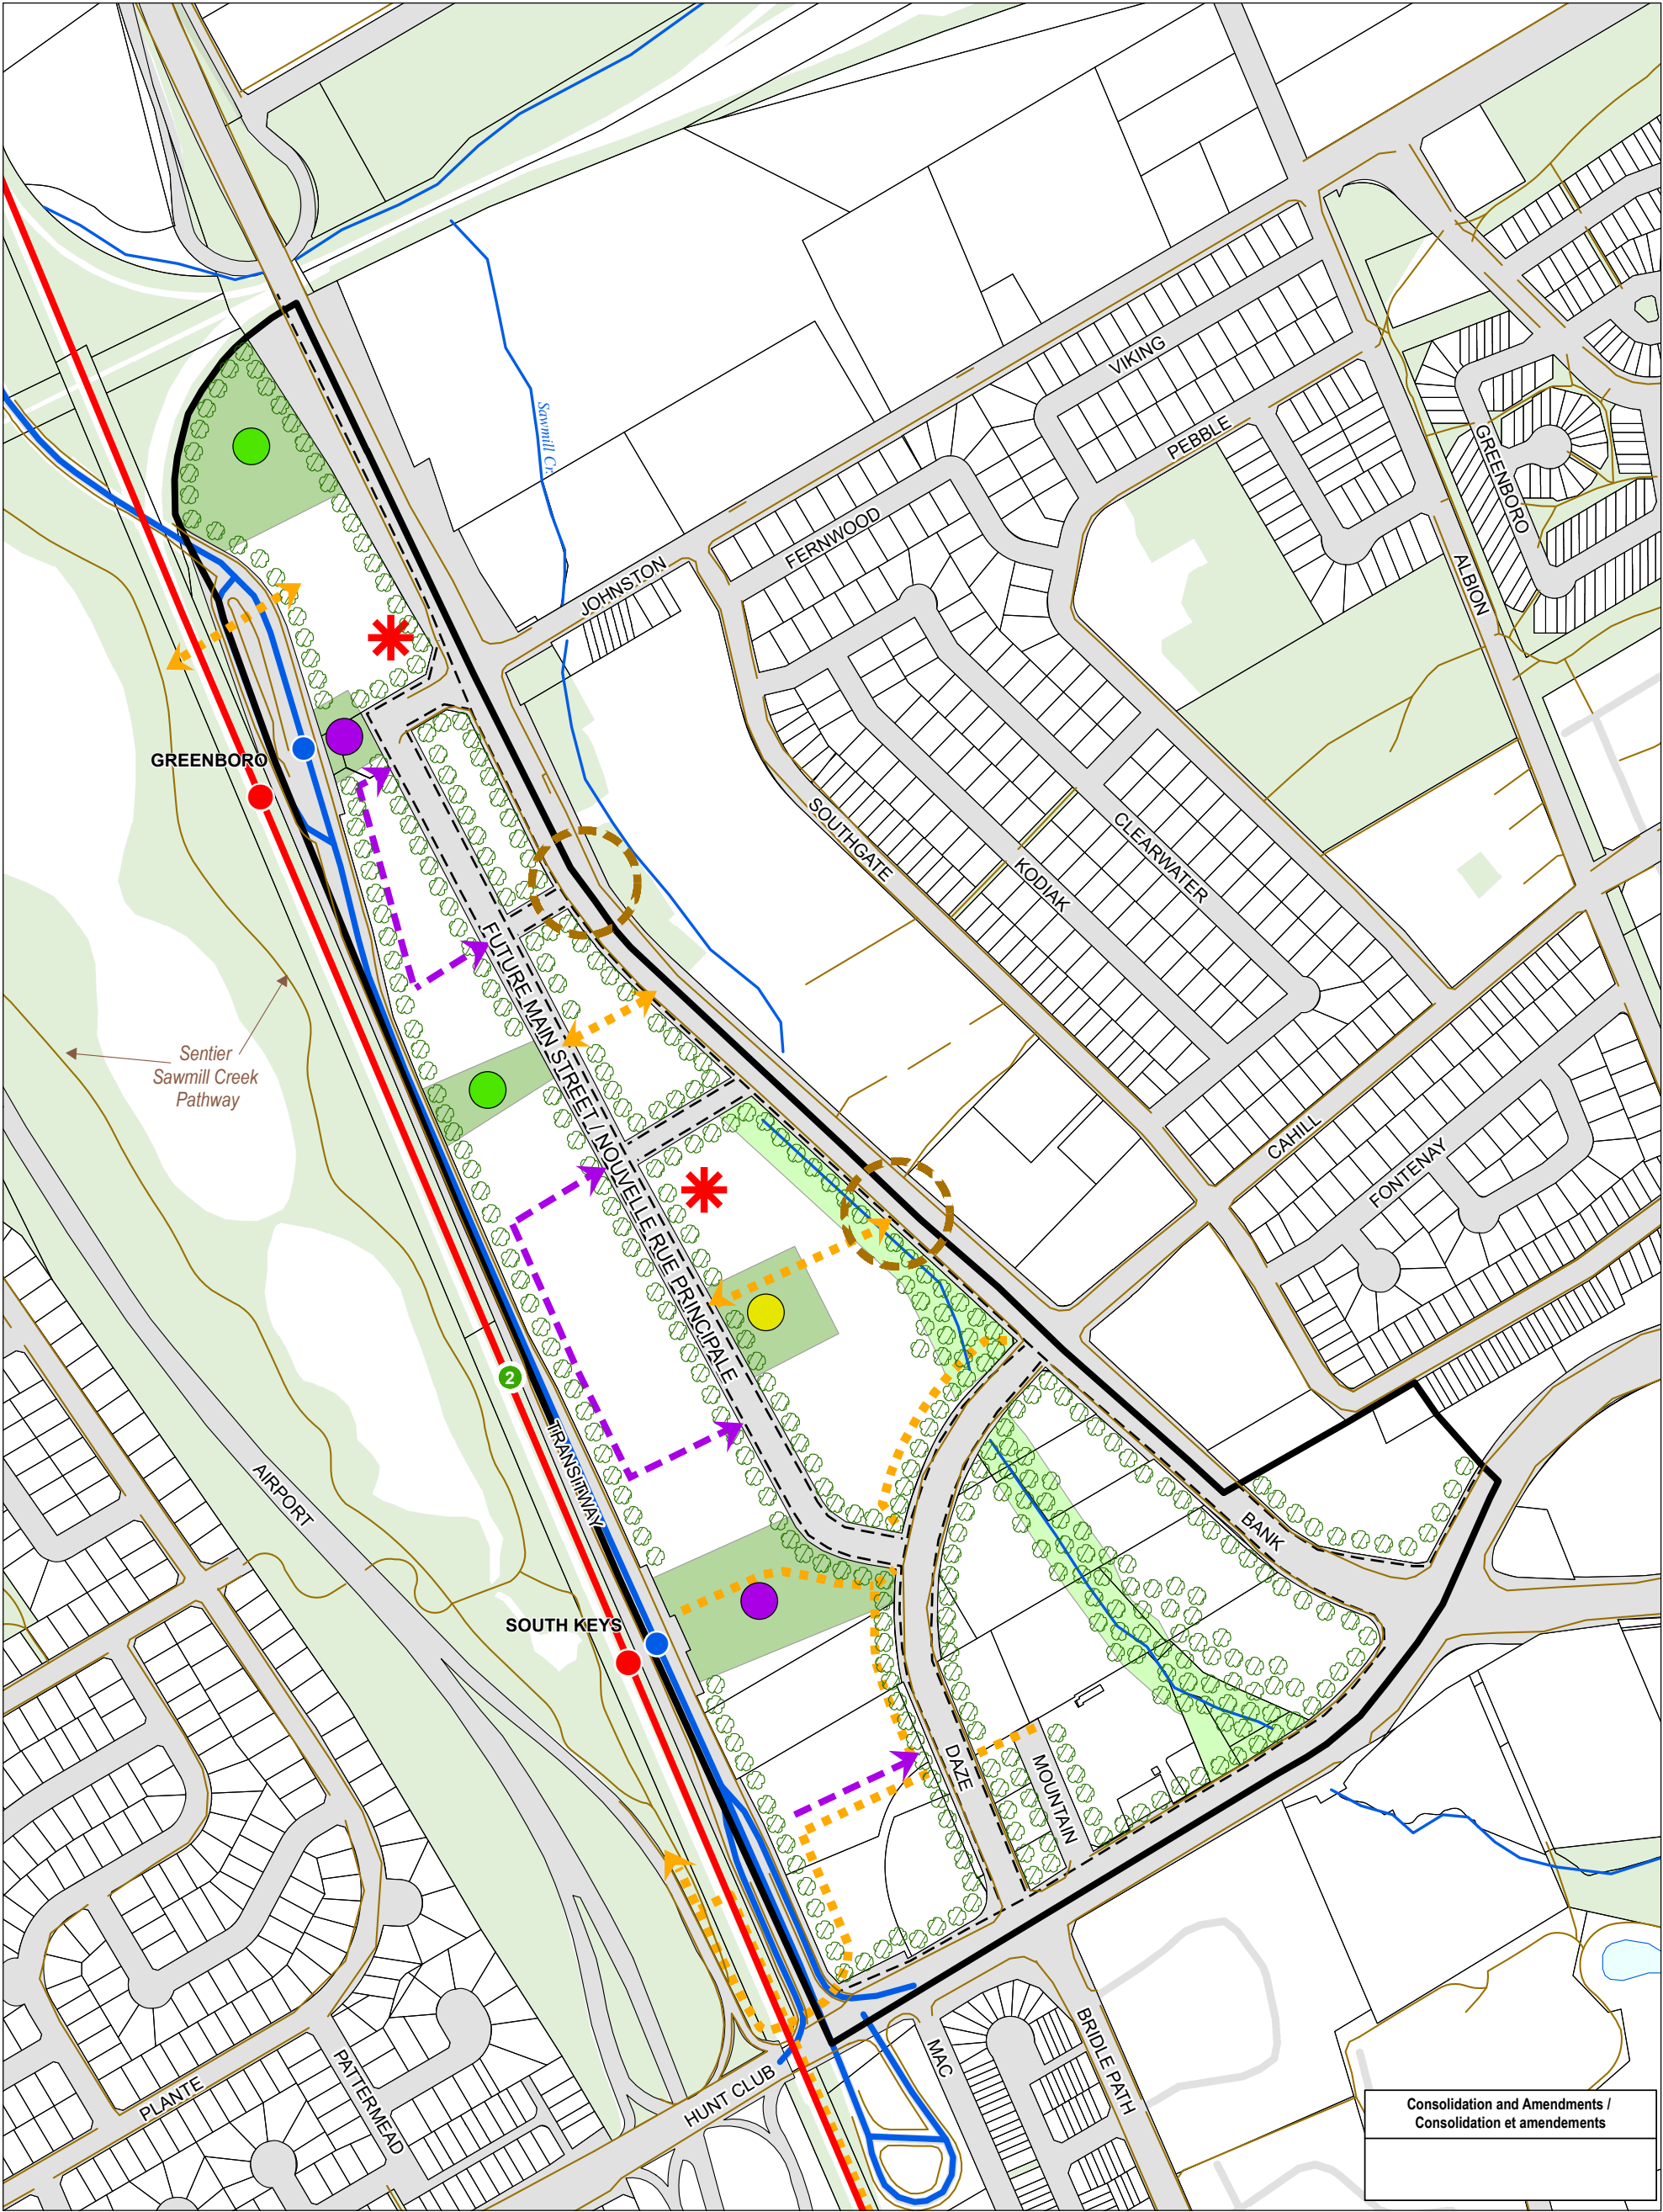 VIKING
PEBBLE
GREENBORO
Sawmill Cr.
FERNWOOD
JOHNSTON
ALBION
GREENBORO
SOUTHGATE
CLEARWATER
KODIAK
FUTURE MAIN STREET / NOUVELLE RUE PRINCIPALE
Sentier
Sawmill Creek
Pathway
CAHILL
FONTENAY
2
TRANSITWAY
AIRPORT
BANK
SOUTH KEYS
DAZE
MOUNTAIN
MAC
BRIDLE PATH
HUNT CLUB
PLANTE
PATTERMEAD
Consolidation and Amendments /
Consolidation et amendements